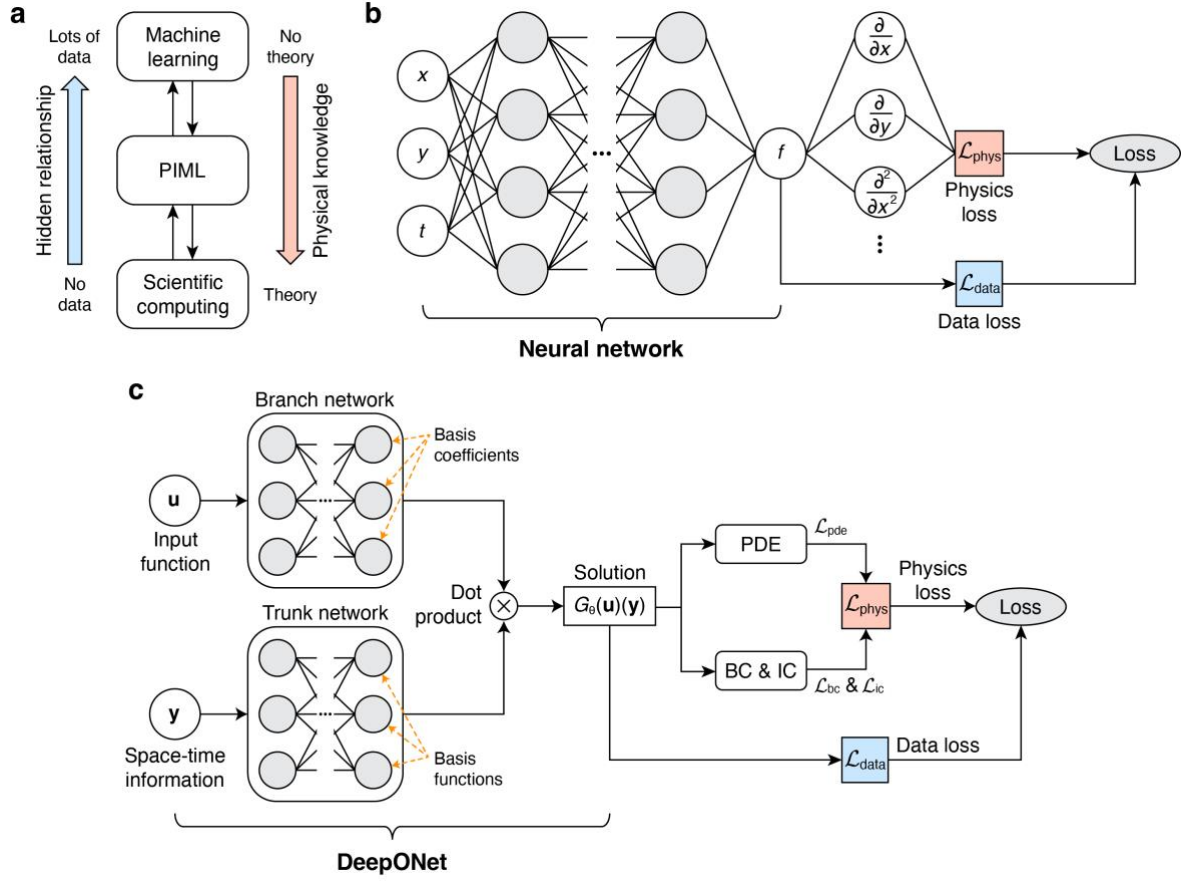 a
Lots of
data
Machine
learning
No
theory
Hidden relationship
PIML
Physical knowledge
No
data
Scientific
computing
Theory
b
x
y
t
...
f
∂
∂x
∂
∂y
∂²
∂x²
⋮
ℒphys
Physics
loss
Loss
ℒdata
Data loss
Neural network
c
Branch network
...
Basis
coefficients
u
Input
function
Trunk network
...
Basis
functions
y
Space-time
information
Dot
product
×
Solution
Gθ(u)(y)
PDE
ℒpde
BC & IC
ℒbc & ℒic
ℒphys
Physics
loss
Loss
ℒdata
Data loss
DeepONet